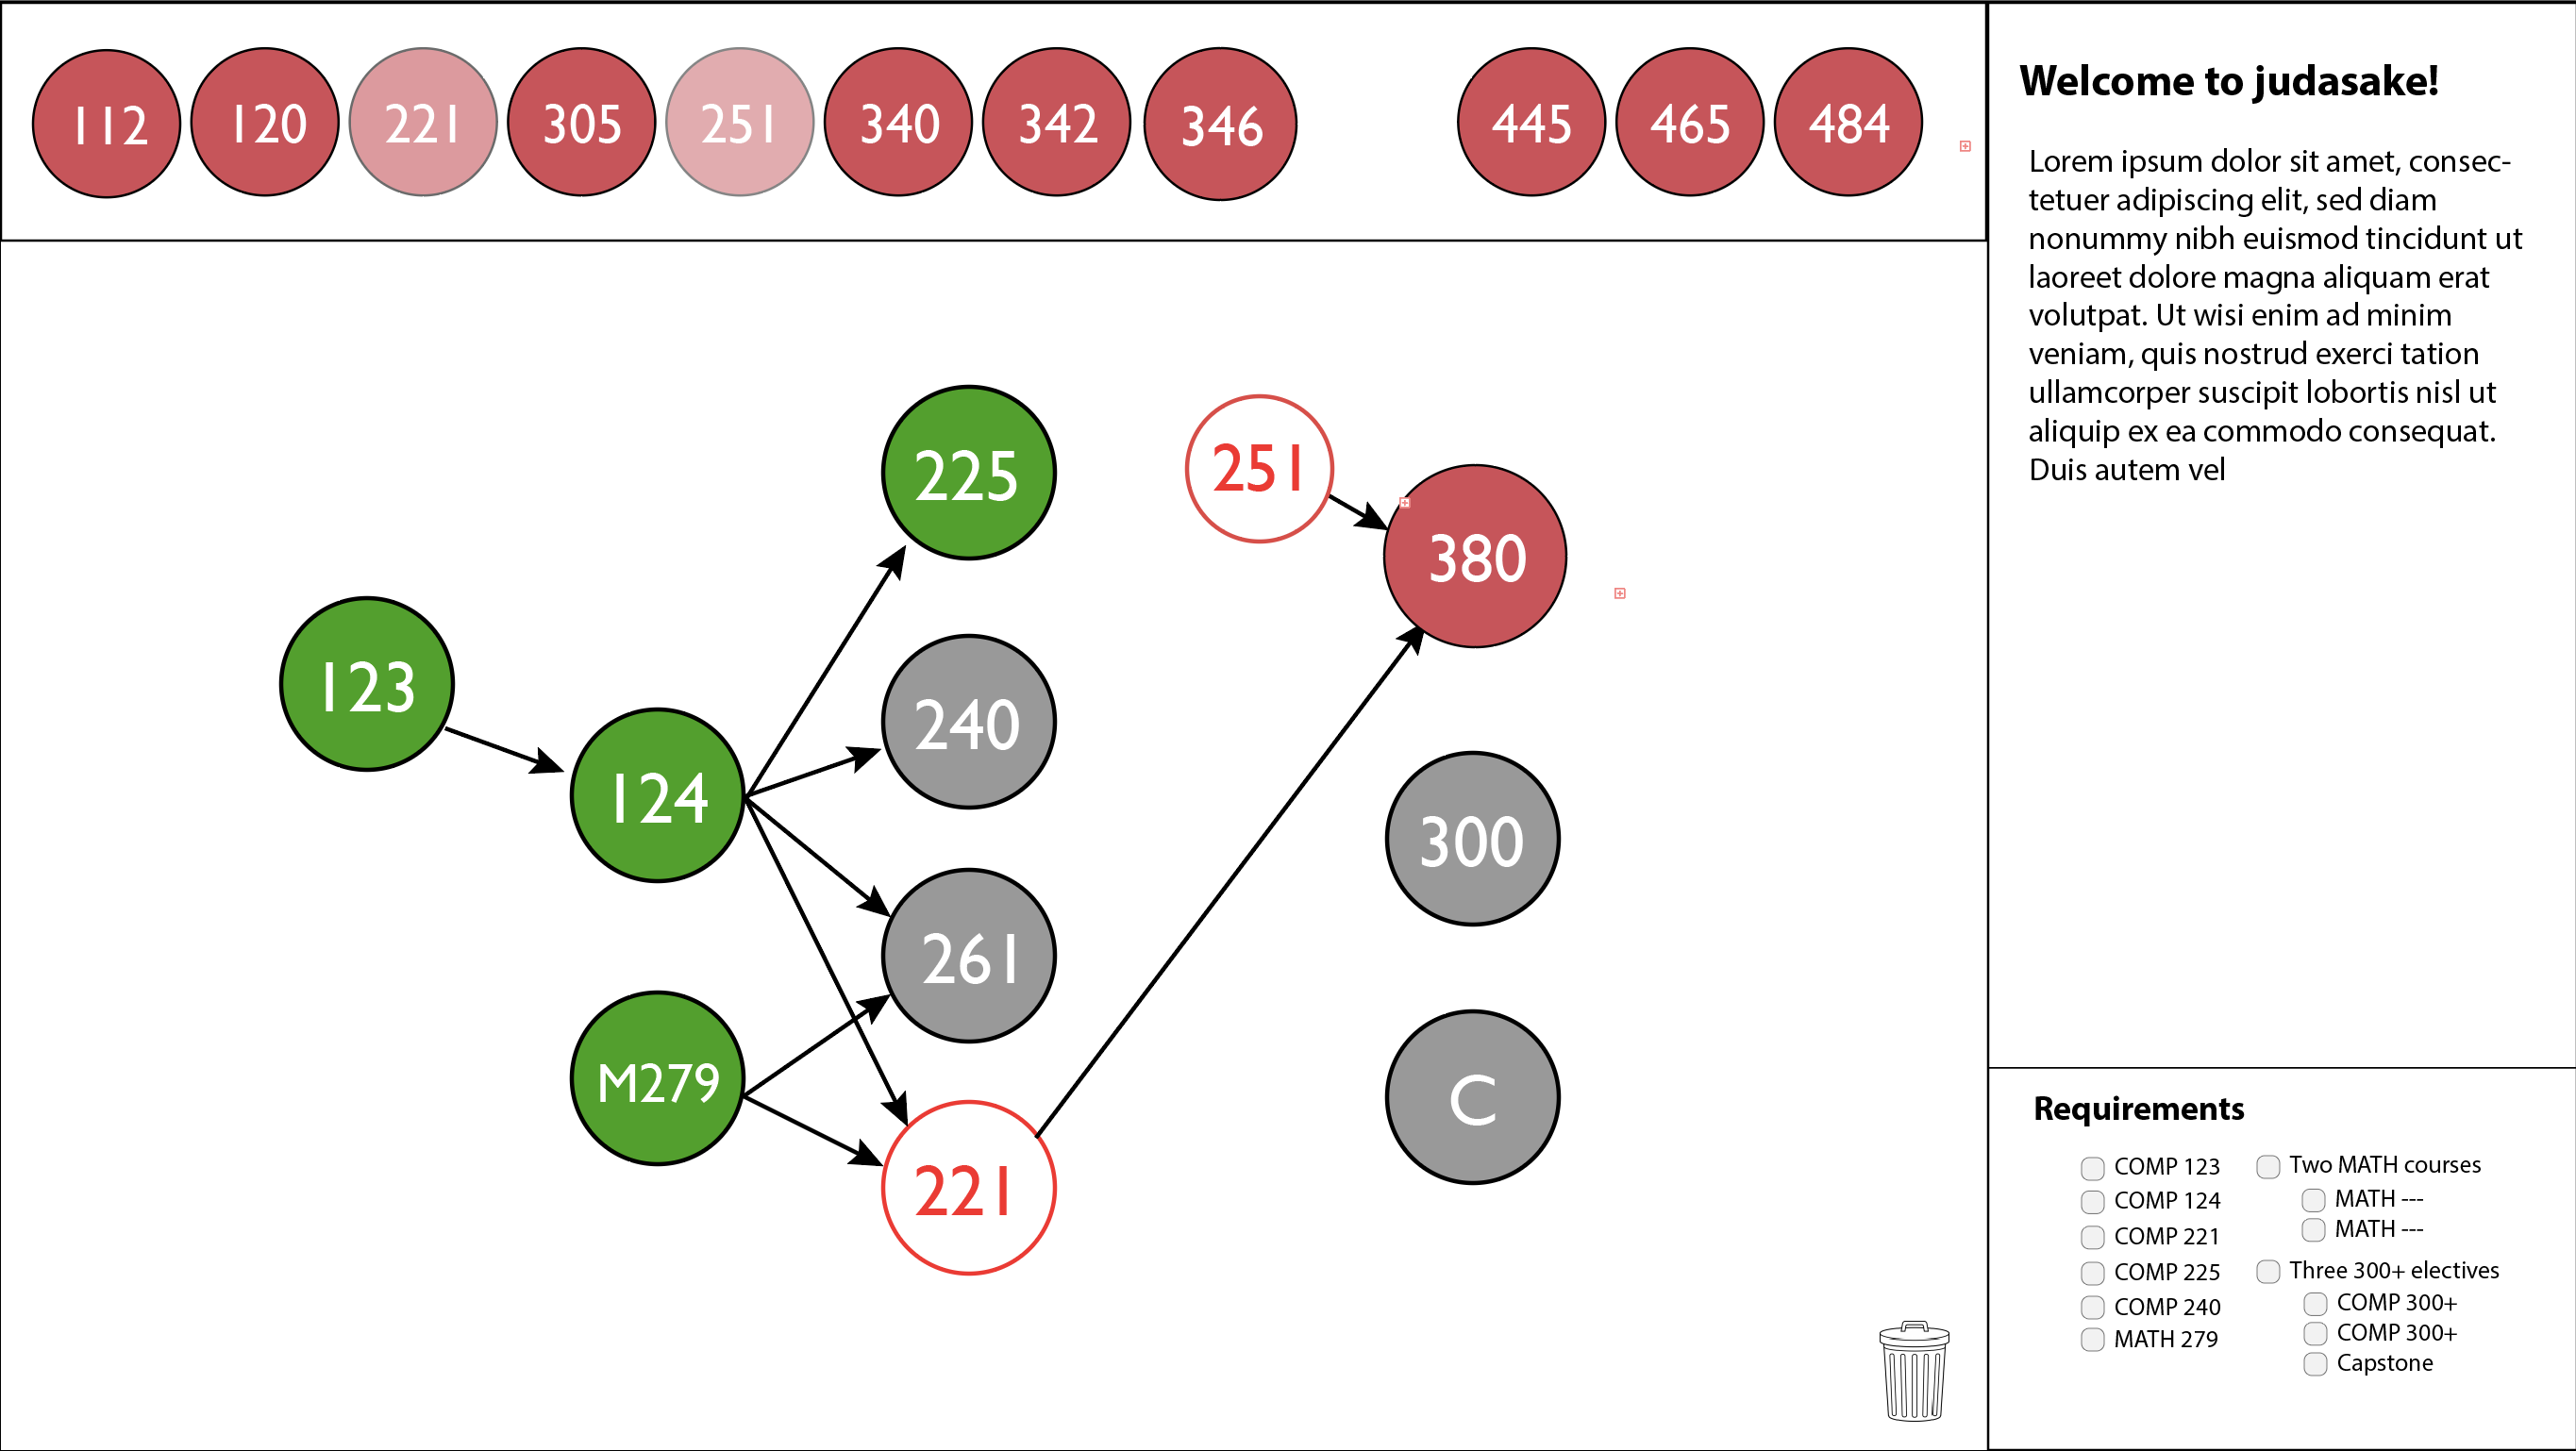 112 120 221 305 251 340 342 346 445 465 484
Welcome to judasake!
Lorem ipsum dolor sit amet, consec-
tetuer adipiscing elit, sed diam
nonummy nibh euismod tincidunt ut
laoreet dolore magna aliquam erat
volutpat. Ut wisi enim ad minim
veniam, quis nostrud exerci tation
ullamcorper suscipit lobortis nisl ut
aliquip ex ea commodo consequat.
Duis autem vel
225
251
380
123
240
124
300
261
M279
C
221
Requirements
COMP 123
COMP 124
COMP 221
COMP 225
COMP 240
MATH 279
Two MATH courses
MATH ---
MATH ---
Three 300+ electives
COMP 300+
COMP 300+
Capstone